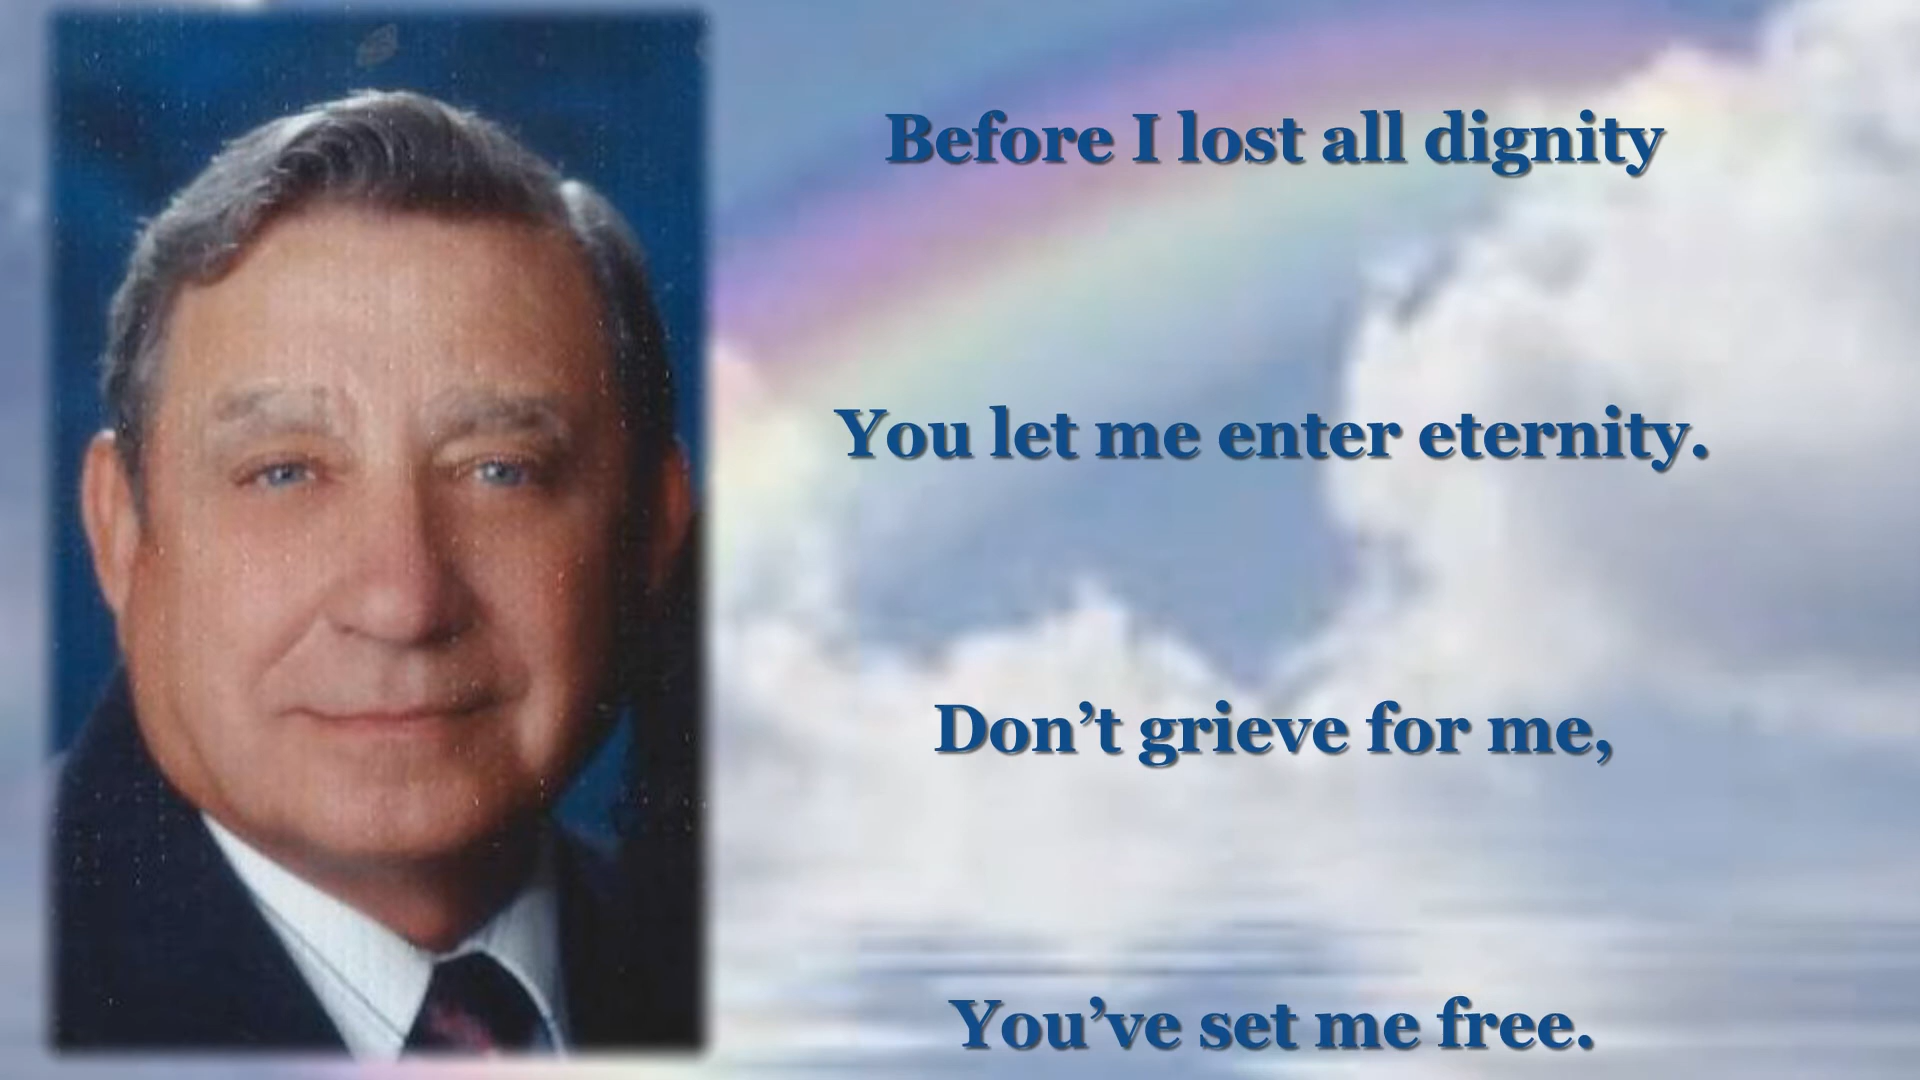 Before I lost all dignity
You let me enter eternity.
Don’t grieve for me,
You’ve set me free.